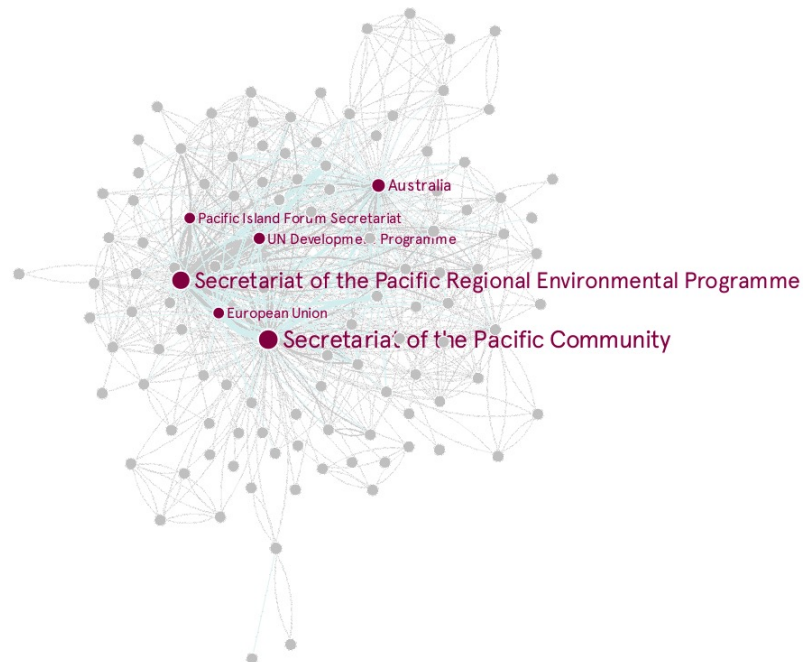 Australia
Pacific Island Forum Secretariat
UN Development Programme
Secretariat of the Pacific Regional Environmental Programme
European Union
Secretariat of the Pacific Community